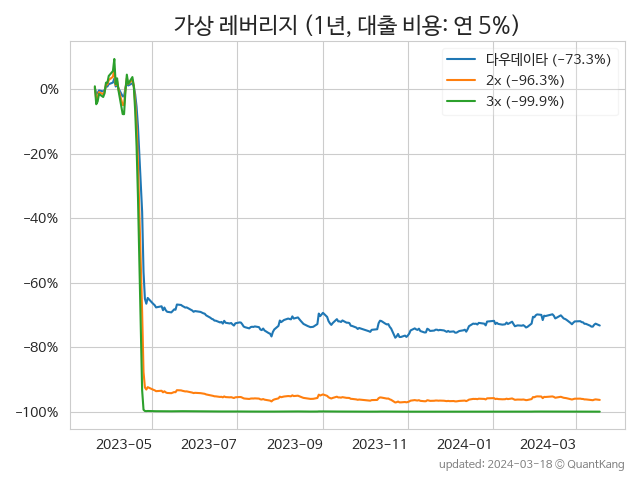 가상 레버리지 (1년, 대출 비용: 연 5%)
다우데이타 (−73.3%)
2x (−96.3%)
3x (−99.9%)
0%
−20%
−40%
−60%
−80%
−100%
2023-05 2023-07 2023-09 2023-11 2024-01 2024-03
updated: 2024-03-18 © QuantKang